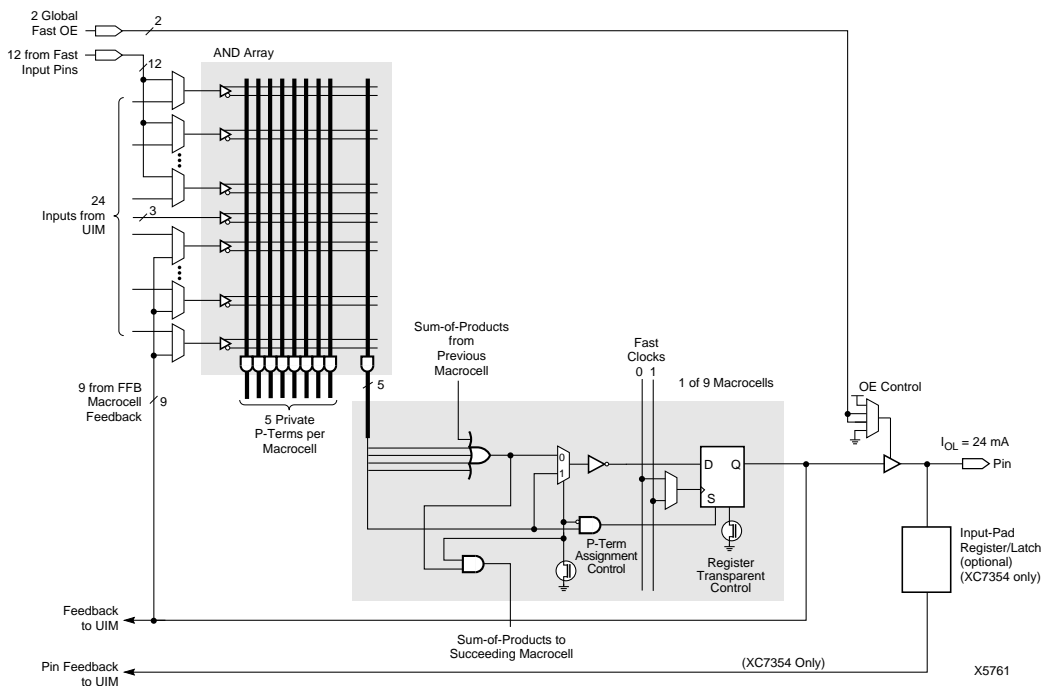 2 Global
Fast OE
2
12 from Fast
Input Pins
12
AND Array
24
Inputs from
UIM
3
9 from FFB
Macrocell
Feedback
9
5 Private
P-Terms per
Macrocell
5
Sum-of-Products
from
Previous
Macrocell
Fast
Clocks
0 1
1 of 9 Macrocells
OE Control
I_OL = 24 mA
Pin
0
1
D Q
S
P-Term
Assignment
Control
Register
Transparent
Control
Input-Pad
Register/Latch
(optional)
(XC7354 only)
Feedback
to UIM
Sum-of-Products to
Succeeding Macrocell
Pin Feedback
to UIM
(XC7354 Only)
X5761